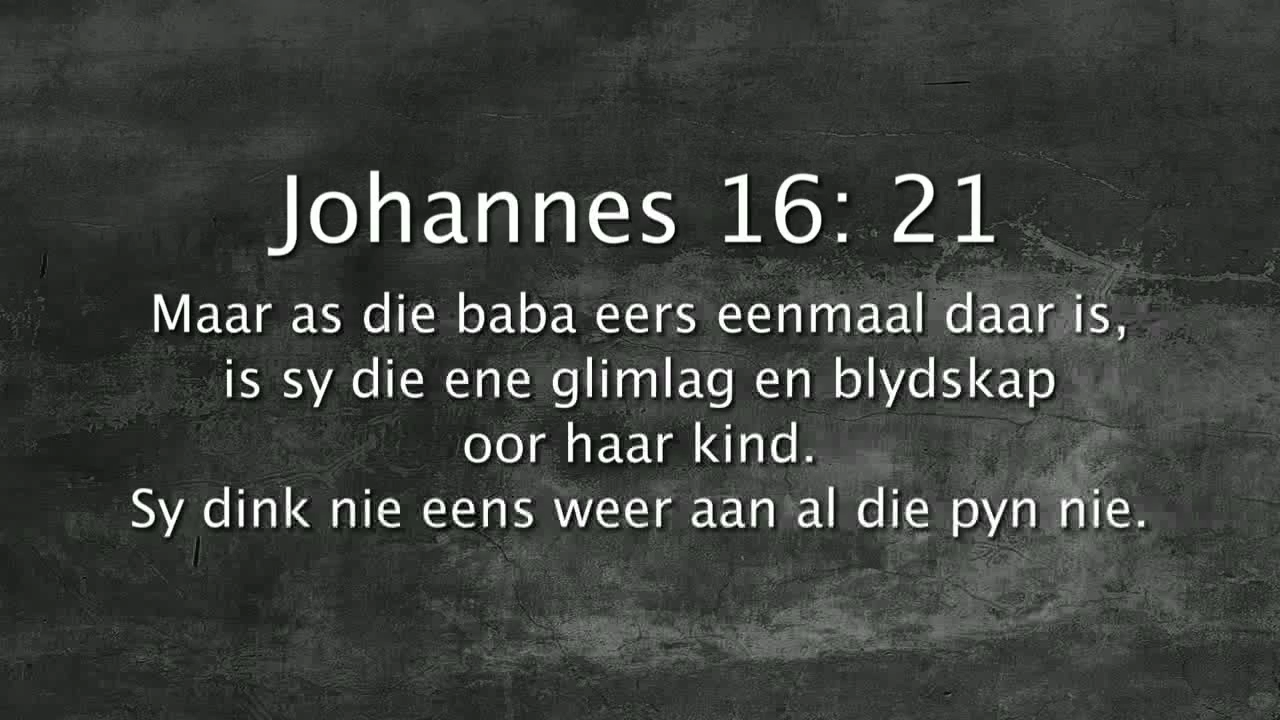 Johannes 16: 21
Maar as die baba eers eenmaal daar is,
is sy die ene glimlag en blydskap
oor haar kind.
Sy dink nie eens weer aan al die pyn nie.